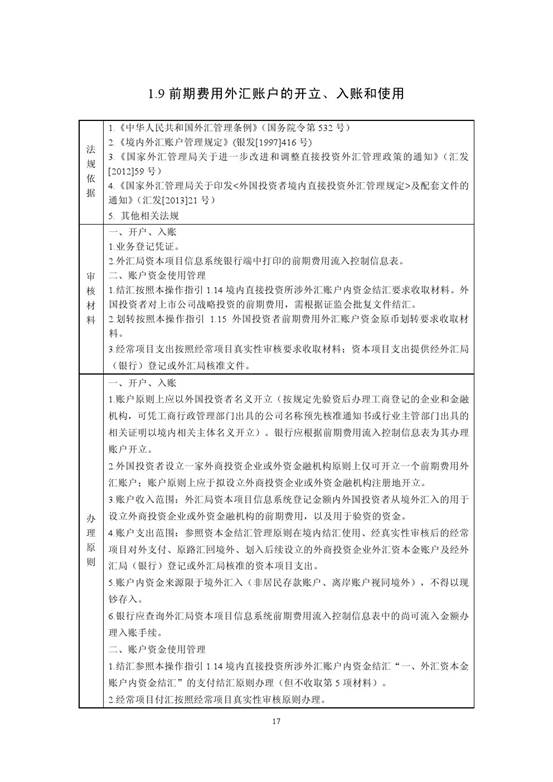 1.9 前期费用外汇账户的开立、入账和使用
法规依据
1.《中华人民共和国外汇管理条例》（国务院令第 532 号）
2.《境内外汇账户管理规定》(银发[1997]416 号)
3.《国家外汇管理局关于进一步改进和调整直接投资外汇管理政策的通知》（汇发
[2012]59 号）
4.《国家外汇管理局关于印发<外国投资者境内直接投资外汇管理规定>及配套文件的
通知》（汇发[2013]21 号）
5. 其他相关法规
审核材料
一、开户、入账
1.业务登记凭证。
2.外汇局资本项目信息系统银行端中打印的前期费用流入控制信息表。
二、账户资金使用管理
1.结汇按照本操作指引 1.14 境内直接投资所涉外汇账户内资金结汇要求收取材料。外
国投资者对上市公司战略投资的前期费用，需根据证监会批复文件结汇。
2.划转按照本操作指引 1.15 外国投资者前期费用外汇账户资金原币划转要求收取材
料。
3.经常项目支出按照经常项目真实性审核要求收取材料；资本项目支出提供经外汇局
（银行）登记或外汇局核准文件。
办理原则
一、开户、入账
1.账户原则上应以外国投资者名义开立（按规定先验资后办理工商登记的企业和金融
机构，可凭工商行政管理部门出具的公司名称预先核准通知书或行业主管部门出具的
相关证明以境内相关主体名义开立）。银行应根据前期费用流入控制信息表为其办理
账户开立。
2.外国投资者设立一家外商投资企业或外资金融机构原则上仅可开立一个前期费用外
汇账户；账户原则上应于拟设立外商投资企业或外资金融机构注册地开立。
3.账户收入范围：外汇局资本项目信息系统登记金额内外国投资者从境外汇入的用于
设立外商投资企业或外资金融机构的前期费用，以及用于验资的资金。
4.账户支出范围：参照资本金结汇管理原则在境内结汇使用、经真实性审核后的经常
项目对外支付、原路汇回境外、划入后续设立的外商投资企业外汇资本金账户及经外
汇局（银行）登记或外汇局核准的资本项目支出。
5.账户内资金来源限于境外汇入（非居民存款账户、离岸账户视同境外），不得以现
钞存入。
6.银行应查询外汇局资本项目信息系统前期费用流入控制信息表中的尚可流入金额办
理入账手续。
二、账户资金使用管理
1.结汇参照本操作指引 1.14 境内直接投资所涉外汇账户内资金结汇“一、外汇资本金
账户内资金结汇”的支付结汇原则办理（但不收取第 5 项材料）。
2.经常项目付汇按照经常项目真实性审核原则办理。
17